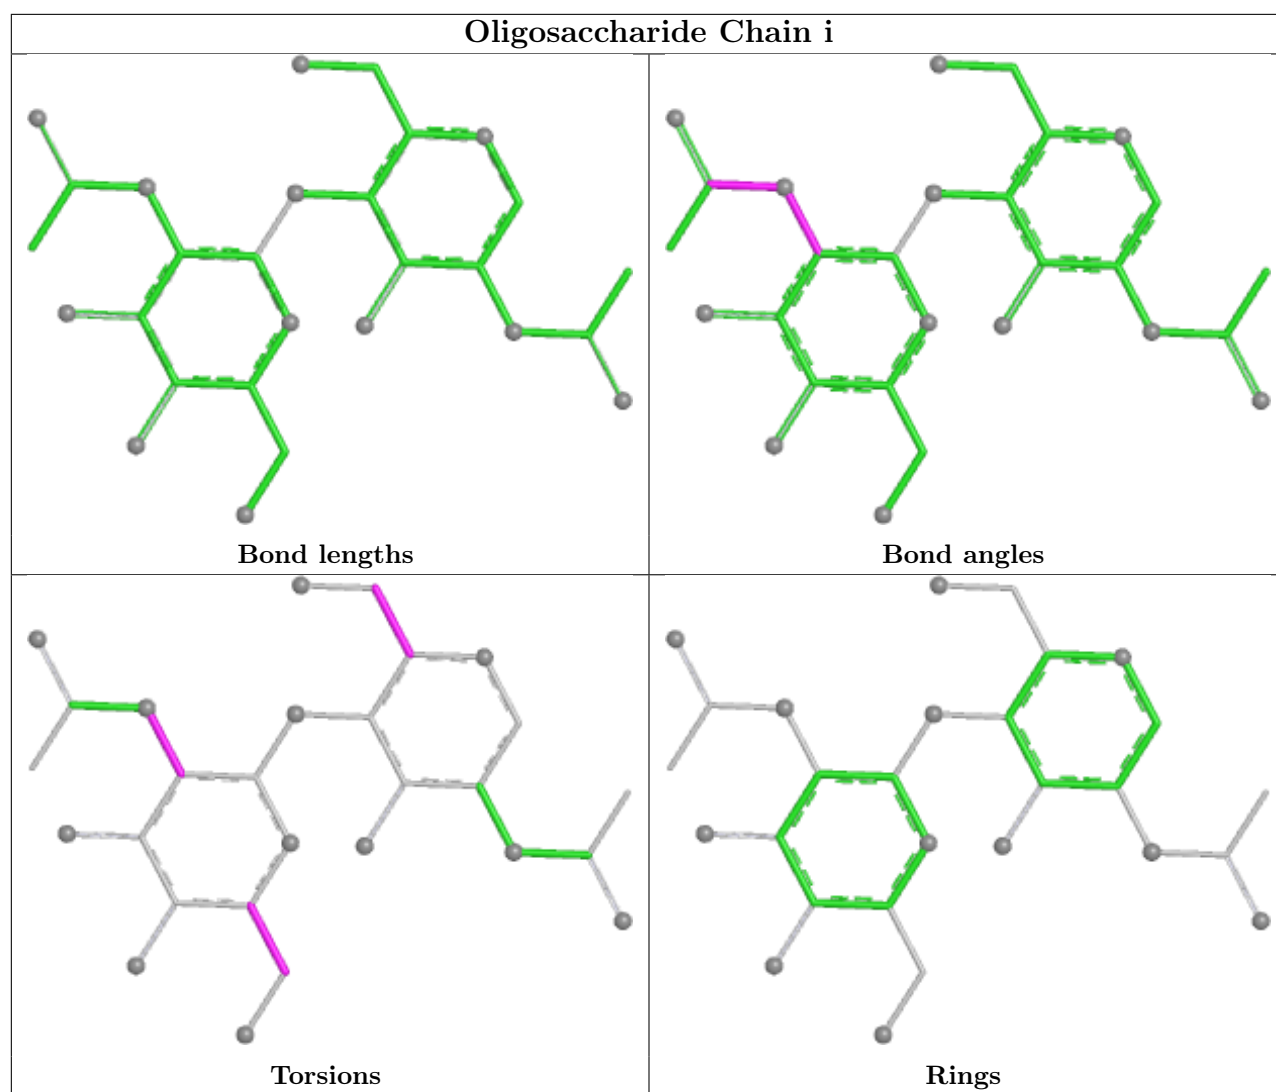 Oligosaccharide Chain i
Bond lengths
Bond angles
Torsions
Rings